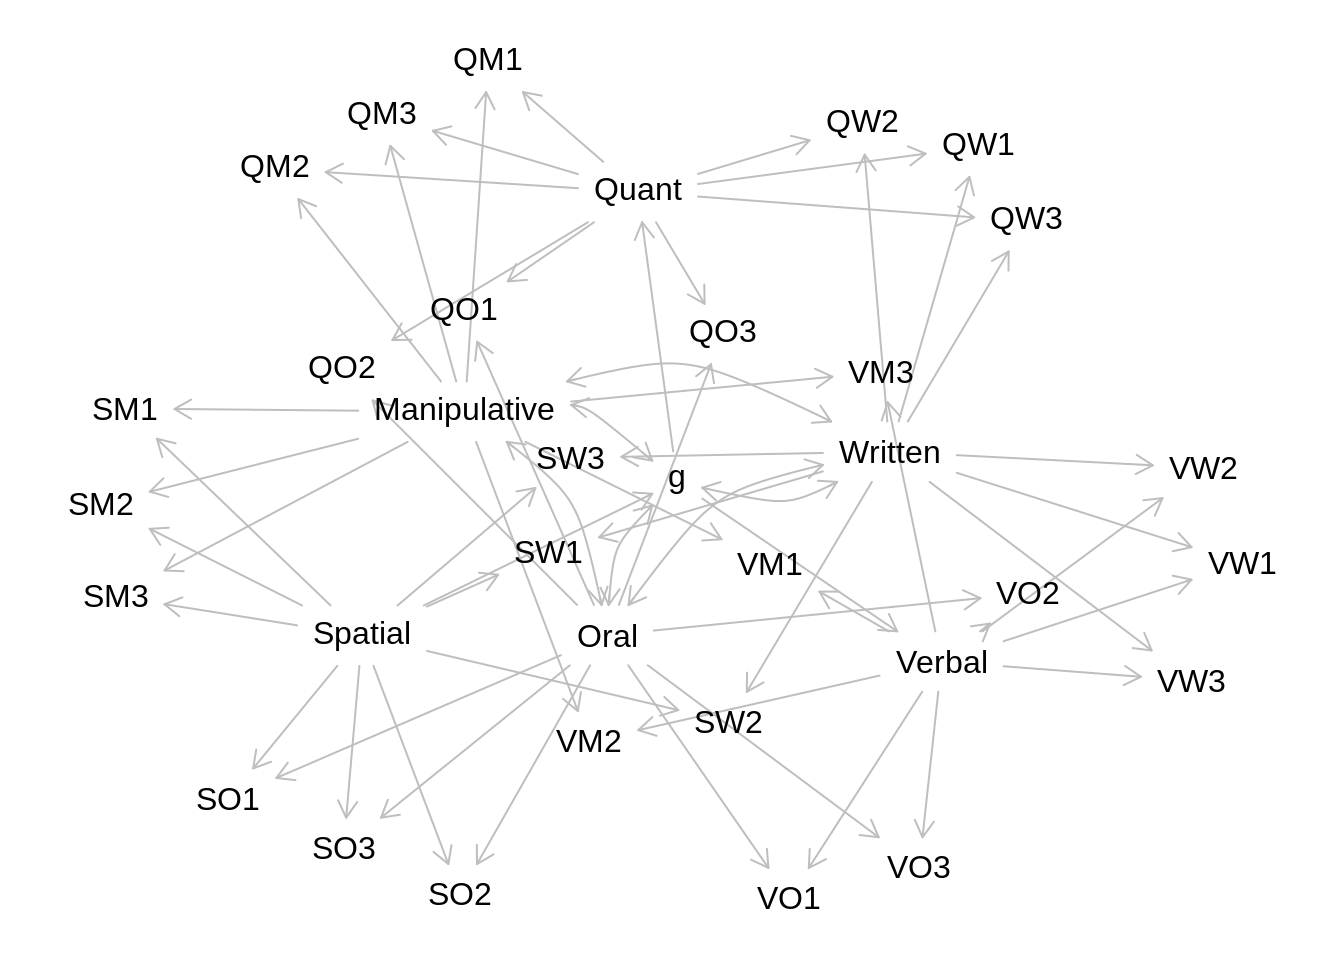 QM1
QM3
QW2
QW1
QM2
Quant
QW3
QO1
QO3
QO2
VM3
SM1
Manipulative
Written
SW3
VW2
g
SM2
SW1
VM1
VW1
SM3
VO2
Spatial
Oral
Verbal
VW3
SW2
VM2
SO1
SO3
VO3
SO2
VO1